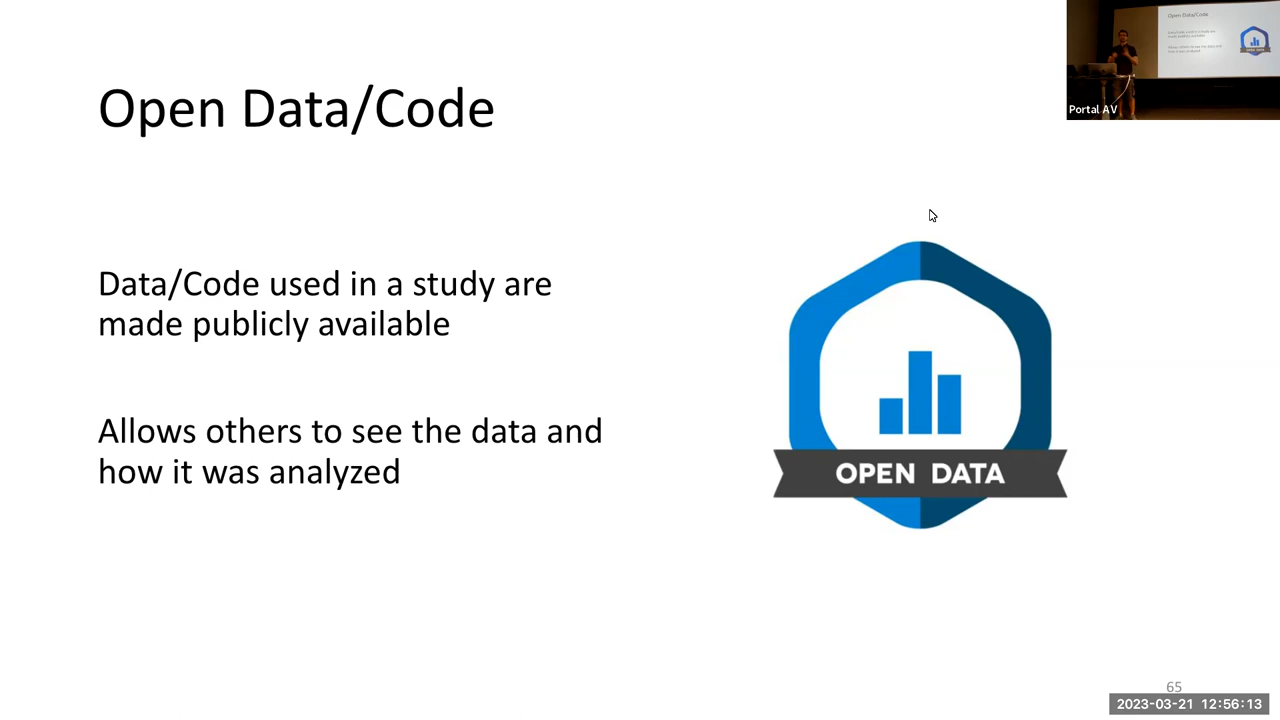 Open Data/Code
Portal AV
Data/Code used in a study are
made publicly available
Allows others to see the data and
how it was analyzed
OPEN DATA
65
2023-03-21 12:56:13